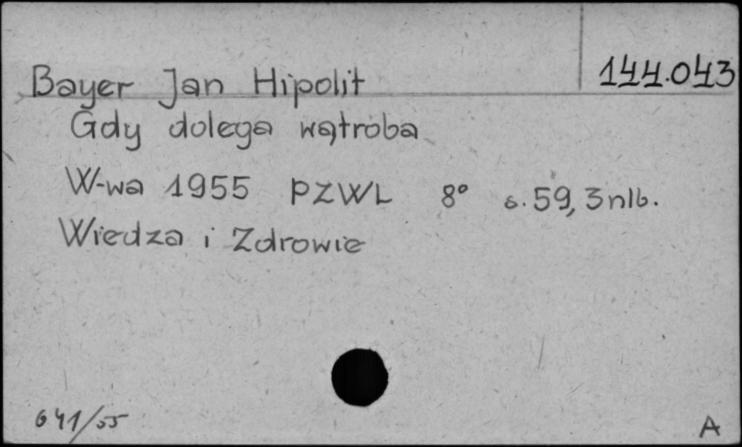 144.043
Bayer Jan Hipolit
Gdy dolega wątroba
W-wa 1955 PZWL 8° s. 59, 3 nlb.
Wiedza i Zdrowie
641/55
A